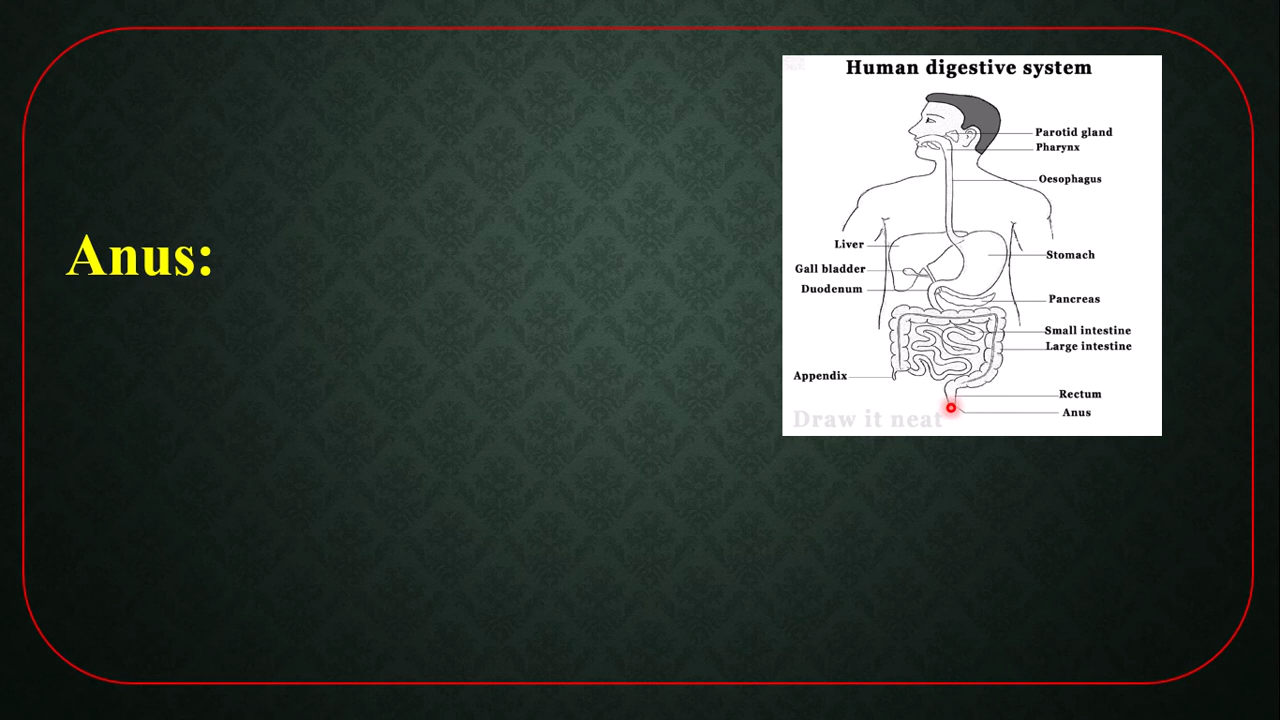 Human digestive system
Parotid gland
Pharynx
Oesophagus
Anus:
Liver
Stomach
Gall bladder
Duodenum
Pancreas
Small intestine
Large intestine
Appendix
Rectum
Anus
Draw it neat